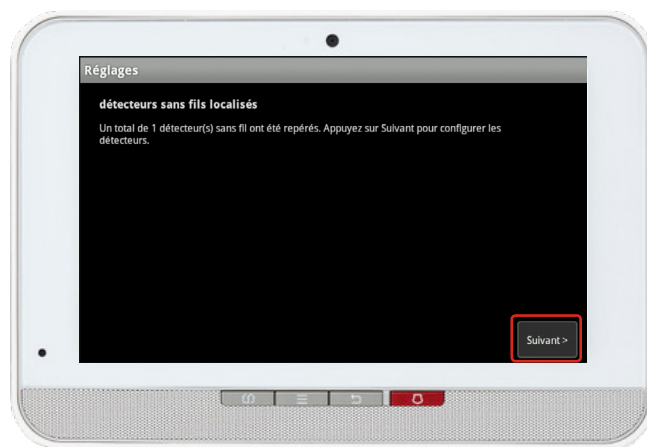 Réglages
détecteurs sans fils localisés
Un total de 1 détecteur(s) sans fil ont été repérés. Appuyez sur Suivant pour configurer les
détecteurs.
Suivant >